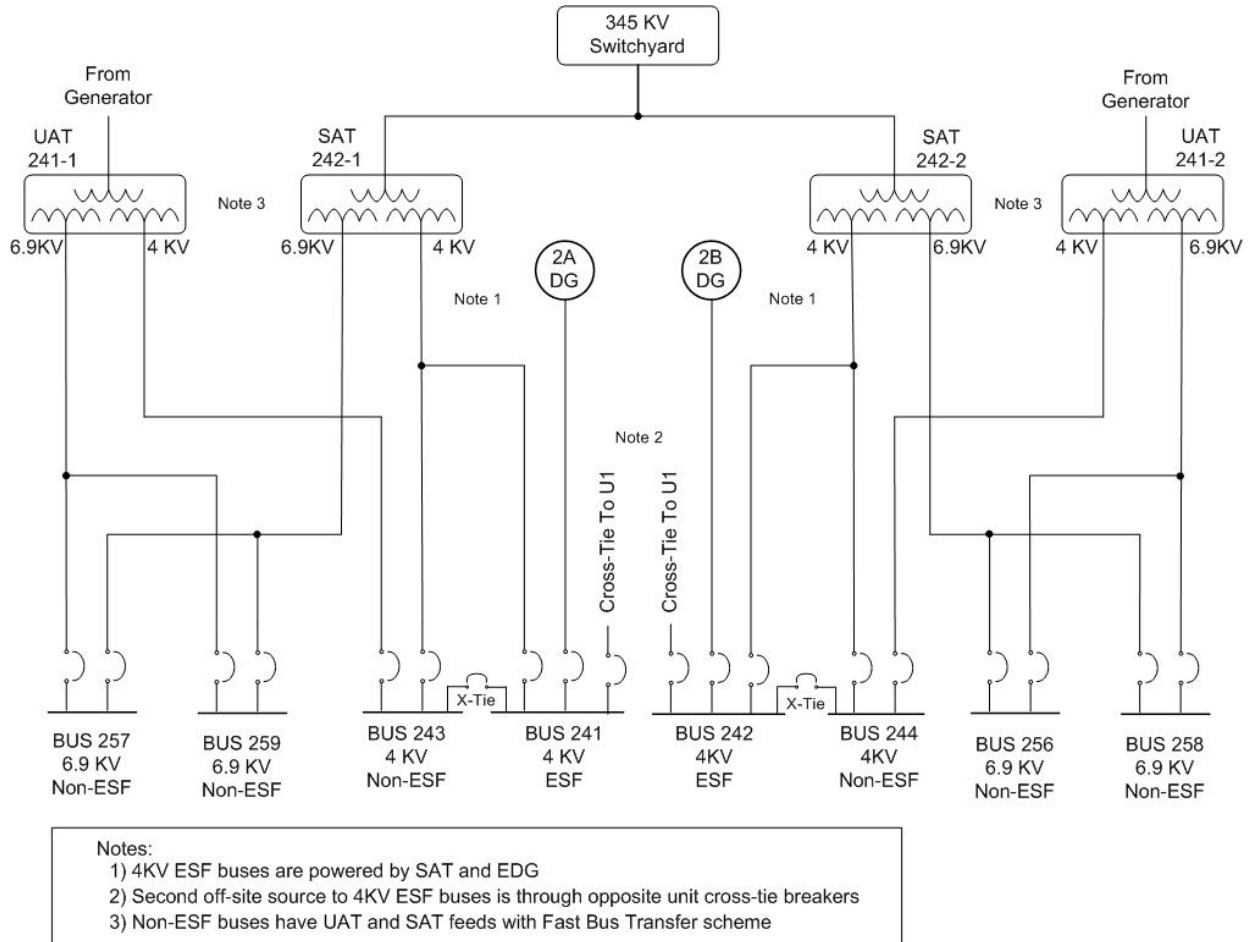 345 KV
Switchyard
From
Generator
From
Generator
UAT
241-1
SAT
242-1
SAT
242-2
UAT
241-2
Note 3
Note 3
6.9KV
4 KV
6.9KV
4 KV
4 KV
6.9KV
4 KV
6.9KV
2A
DG
2B
DG
Note 1
Note 1
Note 2
Cross-Tie To U1
Cross-Tie To U1
X-Tie
X-Tie
BUS 257
6.9 KV
Non-ESF
BUS 259
6.9 KV
Non-ESF
BUS 243
4 KV
Non-ESF
BUS 241
4 KV
ESF
BUS 242
4KV
ESF
BUS 244
4KV
Non-ESF
BUS 256
6.9 KV
Non-ESF
BUS 258
6.9 KV
Non-ESF
Notes:
1) 4KV ESF buses are powered by SAT and EDG
2) Second off-site source to 4KV ESF buses is through opposite unit cross-tie breakers
3) Non-ESF buses have UAT and SAT feeds with Fast Bus Transfer scheme